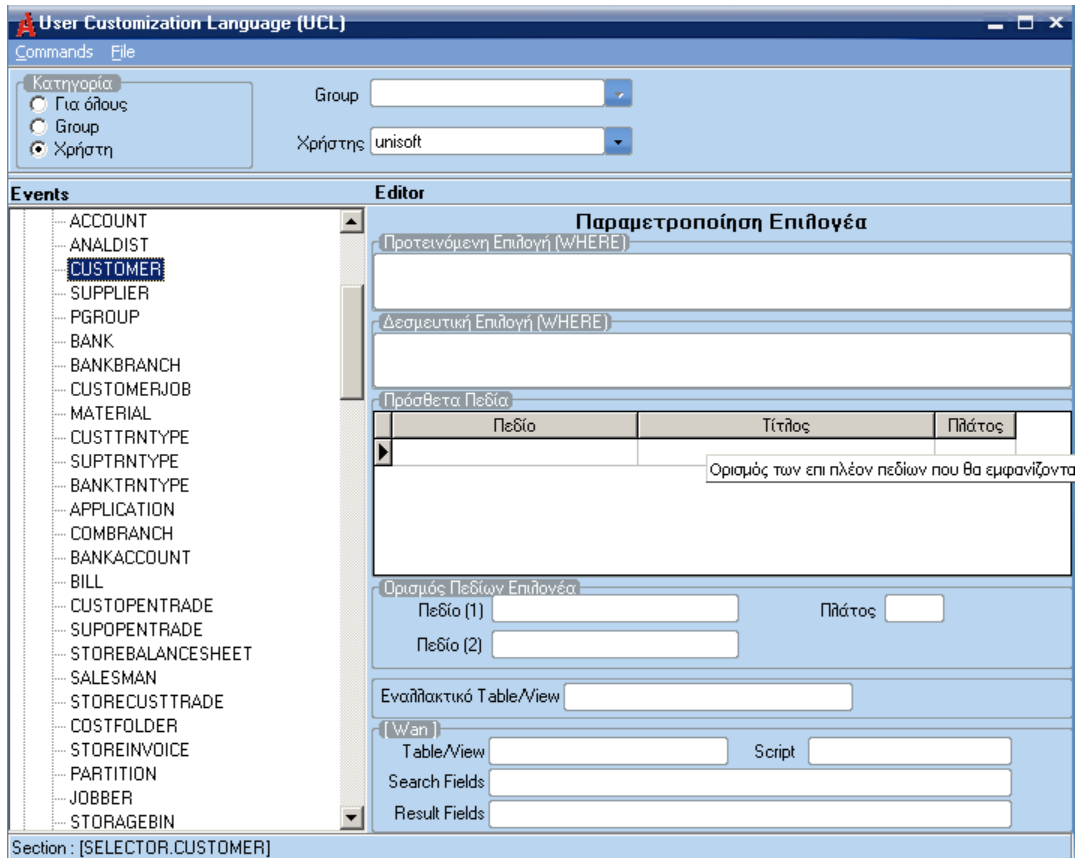 User Customization Language (UCL)
Commands File
Κατηγορία
Για όλους
Group
Χρήστη
Group
Χρήστης unisoft
Events
ACCOUNT
ANALDIST
CUSTOMER
SUPPLIER
PGROUP
BANK
BANKBRANCH
CUSTOMERJOB
MATERIAL
CUSTTRNTYPE
SUPTRNTYPE
BANKTRNTYPE
APPLICATION
COMBRANCH
BANKACCOUNT
BILL
CUSTOPENTRADE
SUPOPENTRADE
STOREBALANCESHEET
SALESMAN
STORECUSTTRADE
COSTFOLDER
STOREINVOICE
PARTITION
JOBBER
STORAGEBIN
Editor
Παραμετροποίηση Επιλογέα
Προτεινόμενη Επιλογή (WHERE)
Δεσμευτική Επιλογή (WHERE)
Πρόσθετα Πεδία
Πεδίο Τίτλος Πλάτος
Ορισμός των επι πλέον πεδίων που θα εμφανίζοντα
Ορισμός Πεδίων Επιλογέα
Πεδίο (1) Πλάτος
Πεδίο (2)
Εναλλακτικό Table/View
[ Wan ]
Table/View Script
Search Fields
Result Fields
Section : [SELECTOR.CUSTOMER]